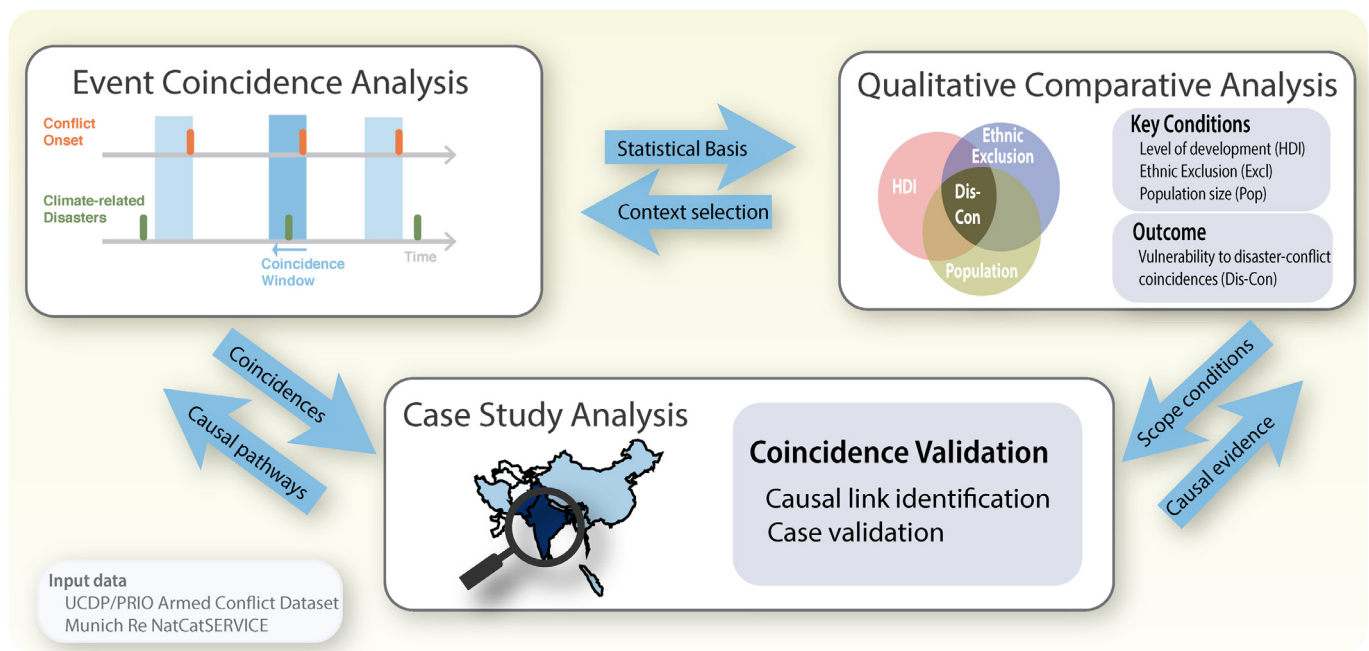 Event Coincidence Analysis
Conflict
Onset
Climate-related
Disasters
Time
Coincidence
Window
Statistical Basis
Context selection
Qualitative Comparative Analysis
HDI
Ethnic
Exclusion
Dis-
Con
Population
Key Conditions
Level of development (HDI)
Ethnic Exclusion (Excl)
Population size (Pop)
Outcome
Vulnerability to disaster-conflict
coincidences (Dis-Con)
Coincidences
Causal pathways
Scope conditions
Causal evidence
Case Study Analysis
Coincidence Validation
Causal link identification
Case validation
Input data
UCDP/PRIO Armed Conflict Dataset
Munich Re NatCatSERVICE